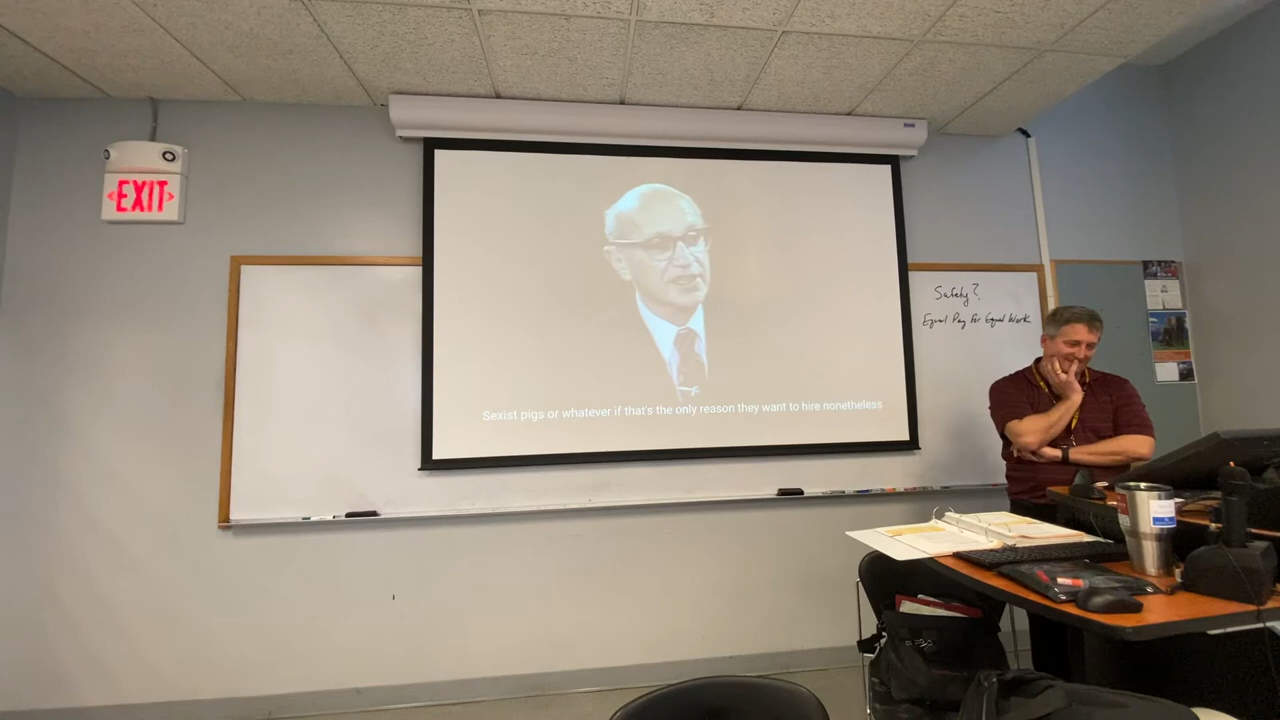 EXIT
Safety?
Equal Pay for Equal Work
Sexist pigs or whatever if that's the only reason they want to hire nonetheless